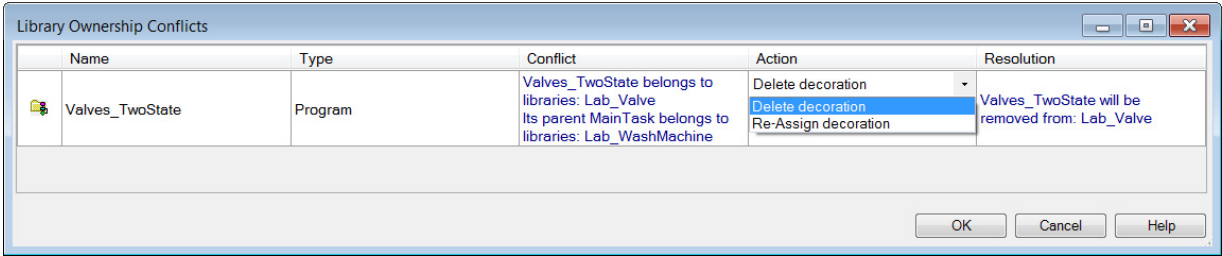 Library Ownership Conflicts
Name Type Conflict Action Resolution
Valves_TwoState
Program
Valves_TwoState belongs to
libraries: Lab_Valve
Its parent MainTask belongs to
libraries: Lab_WashMachine
Delete decoration
Delete decoration
Re-Assign decoration
Valves_TwoState will be
removed from: Lab_Valve
OK Cancel Help